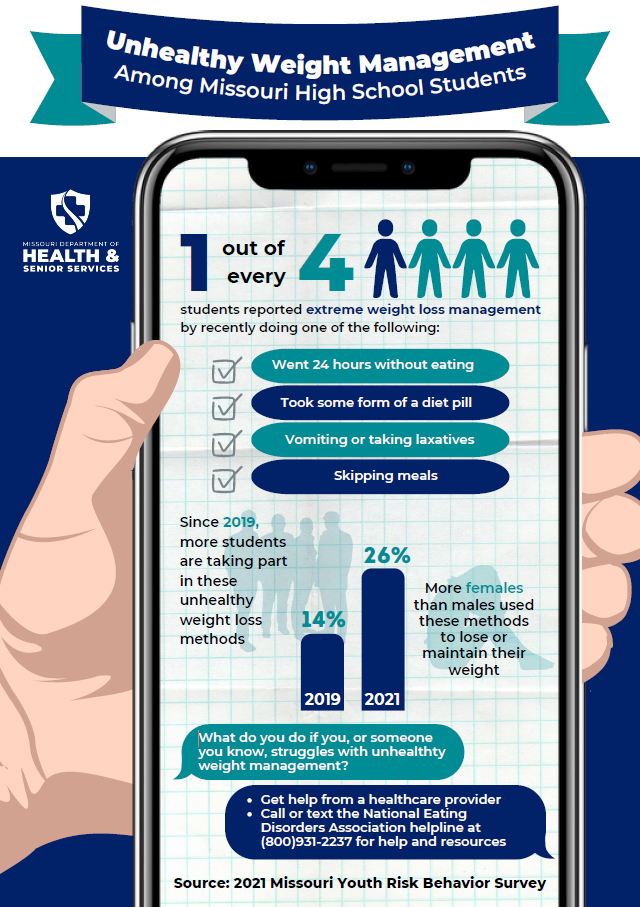 Unhealthy Weight Management
Among Missouri High School Students
MISSOURI DEPARTMENT OF
HEALTH &
SENIOR SERVICES
1 out of every 4
students reported extreme weight loss management
by recently doing one of the following:
Went 24 hours without eating
Took some form of a diet pill
Vomiting or taking laxatives
Skipping meals
Since 2019,
more students
are taking part
in these
unhealthy
weight loss
methods
14%
2019
26%
2021
More females
than males used
these methods
to lose or
maintain their
weight
What do you do if you, or someone
you know, struggles with unhealthty
weight management?
• Get help from a healthcare provider
• Call or text the National Eating
Disorders Association helpline at
(800)931-2237 for help and resources
Source: 2021 Missouri Youth Risk Behavior Survey